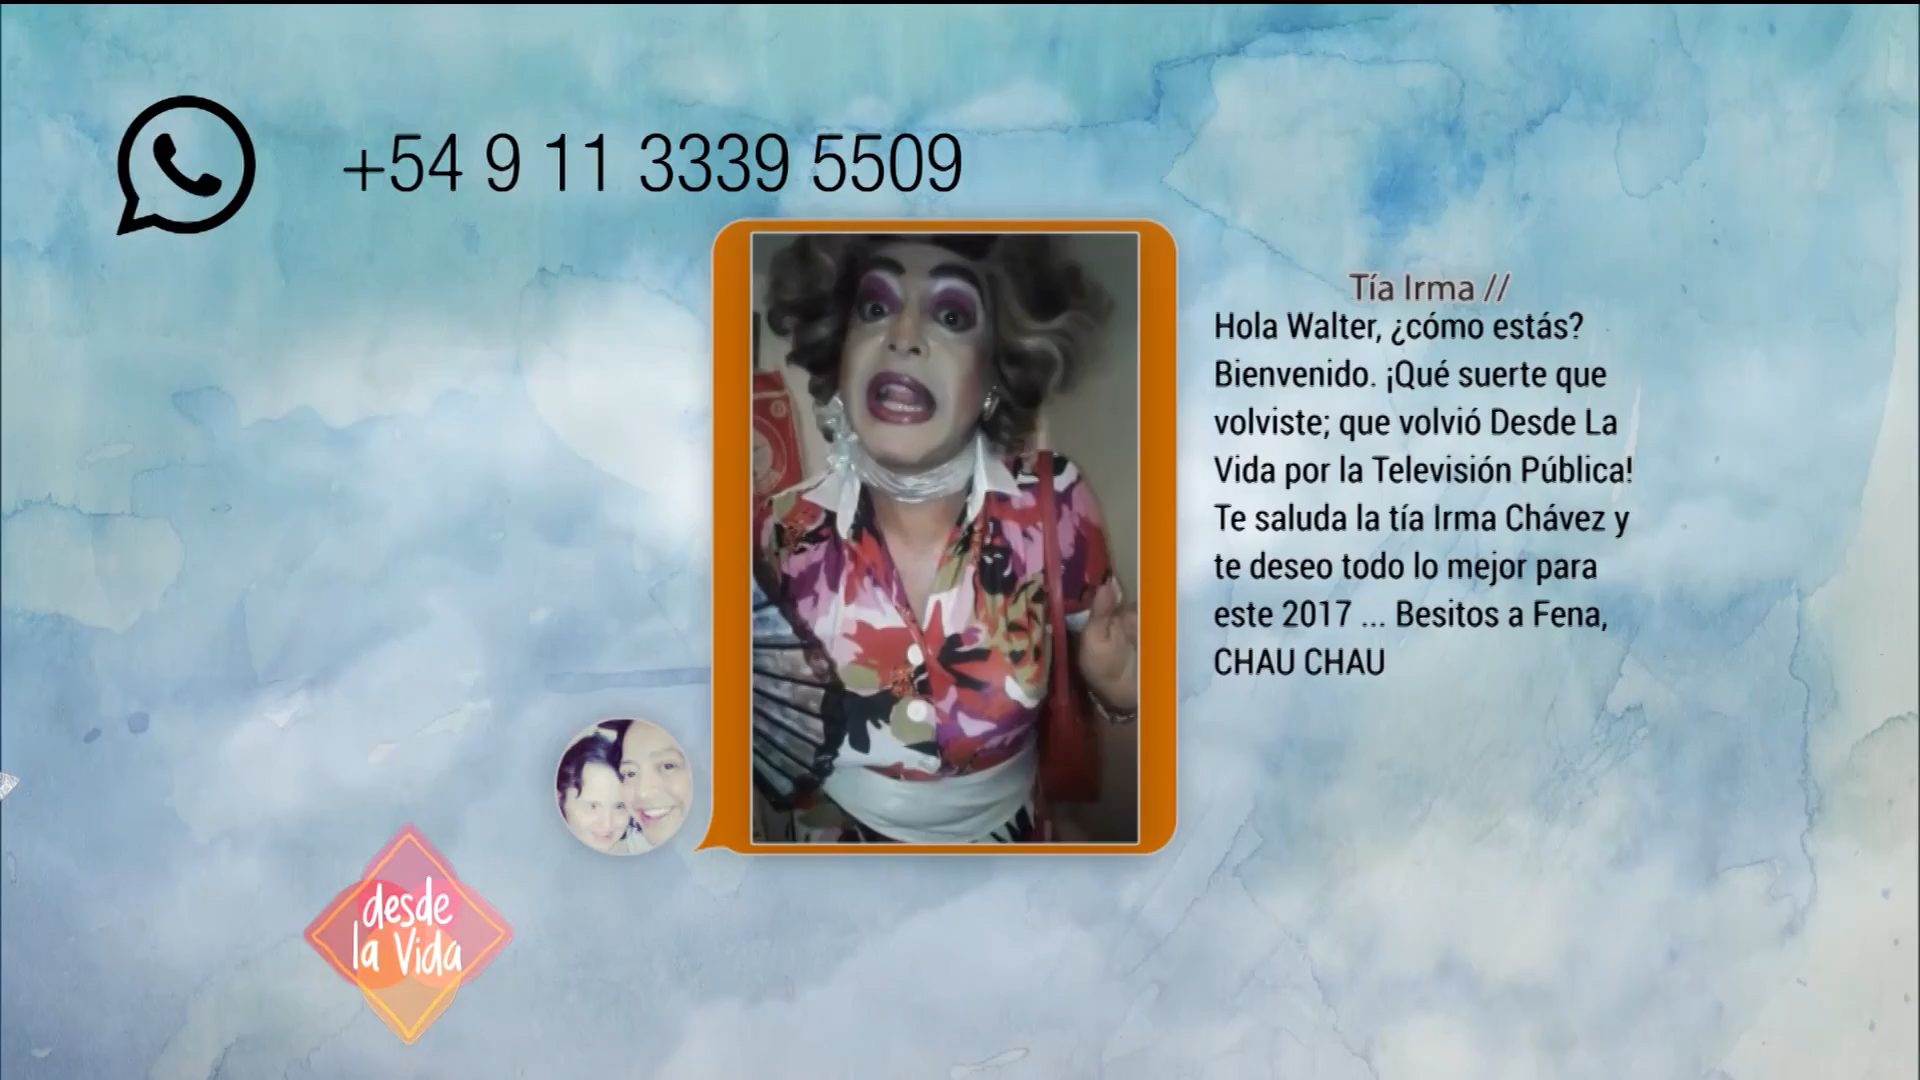 +54 9 11 3339 5509
Tía Irma //
Hola Walter, ¿cómo estás?
Bienvenido. ¡Qué suerte que
volviste; que volvió Desde La
Vida por la Televisión Pública!
Te saluda la tía Irma Chávez y
te deseo todo lo mejor para
este 2017 ... Besitos a Fena,
CHAU CHAU
desde
la Vida